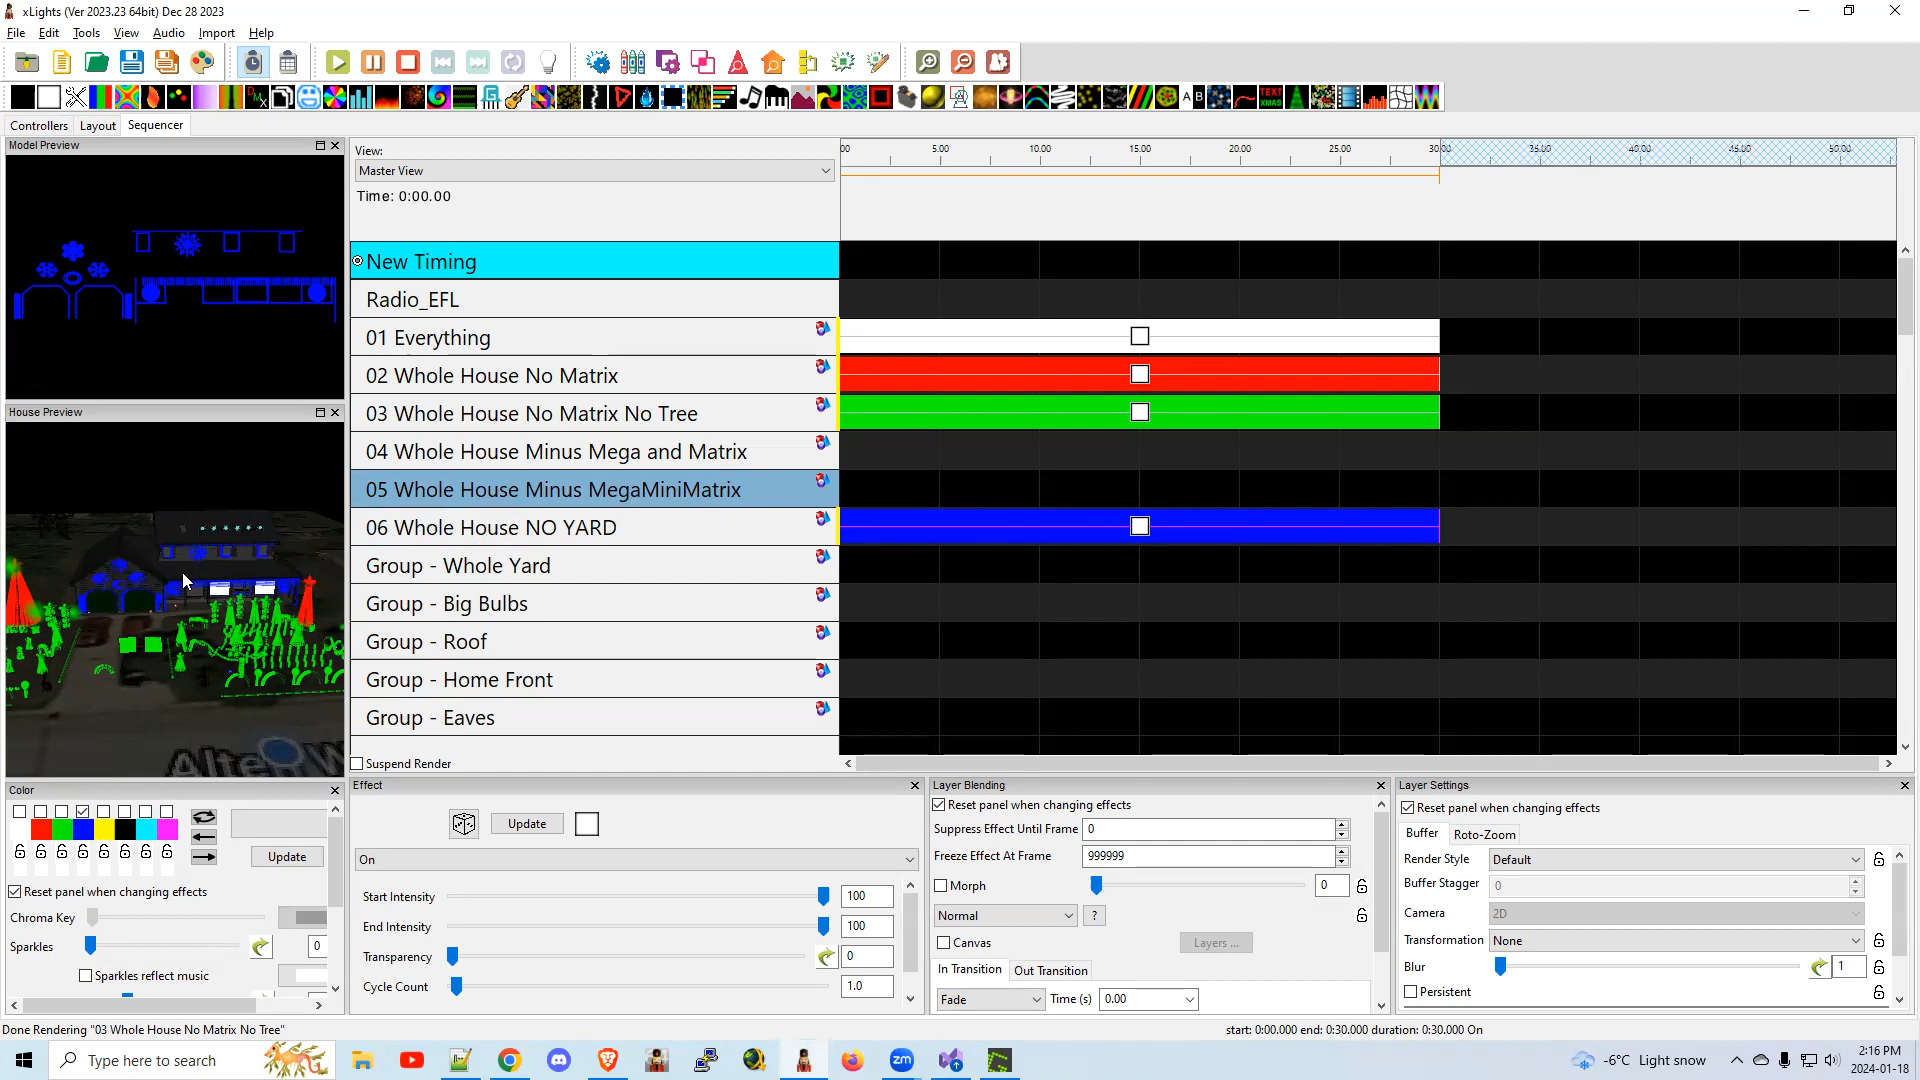 xLights (Ver 2023.23 64bit) Dec 28 2023
File Edit Tools View Audio Import Help
Controllers Layout Sequencer
Model Preview
House Preview
View:
Master View
Time: 0:00.00
5.00 10.00 15.00 20.00 25.00 30.00 35.00 40.00 45.00 50.00
New Timing
Radio_EFL
01 Everything
02 Whole House No Matrix
03 Whole House No Matrix No Tree
04 Whole House Minus Mega and Matrix
05 Whole House Minus MegaMiniMatrix
06 Whole House NO YARD
Group - Whole Yard
Group - Big Bulbs
Group - Roof
Group - Home Front
Group - Eaves
Suspend Render
Color
Update
Reset panel when changing effects
Chroma Key
Sparkles 0
Sparkles reflect music
Effect
Update
On
Start Intensity 100
End Intensity 100
Transparency 0
Cycle Count 1.0
Layer Blending
Reset panel when changing effects
Suppress Effect Until Frame 0
Freeze Effect At Frame 999999
Morph 0
Normal ?
Canvas Layers ...
In Transition Out Transition
Fade Time (s) 0.00
Layer Settings
Reset panel when changing effects
Buffer Roto-Zoom
Render Style Default
Buffer Stagger 0
Camera 2D
Transformation None
Blur 1
Persistent
Done Rendering "03 Whole House No Matrix No Tree"
start: 0:00.000 end: 0:30.000 duration: 0:30.000 On
Type here to search
-6°C Light snow
2:16 PM
2024-01-18